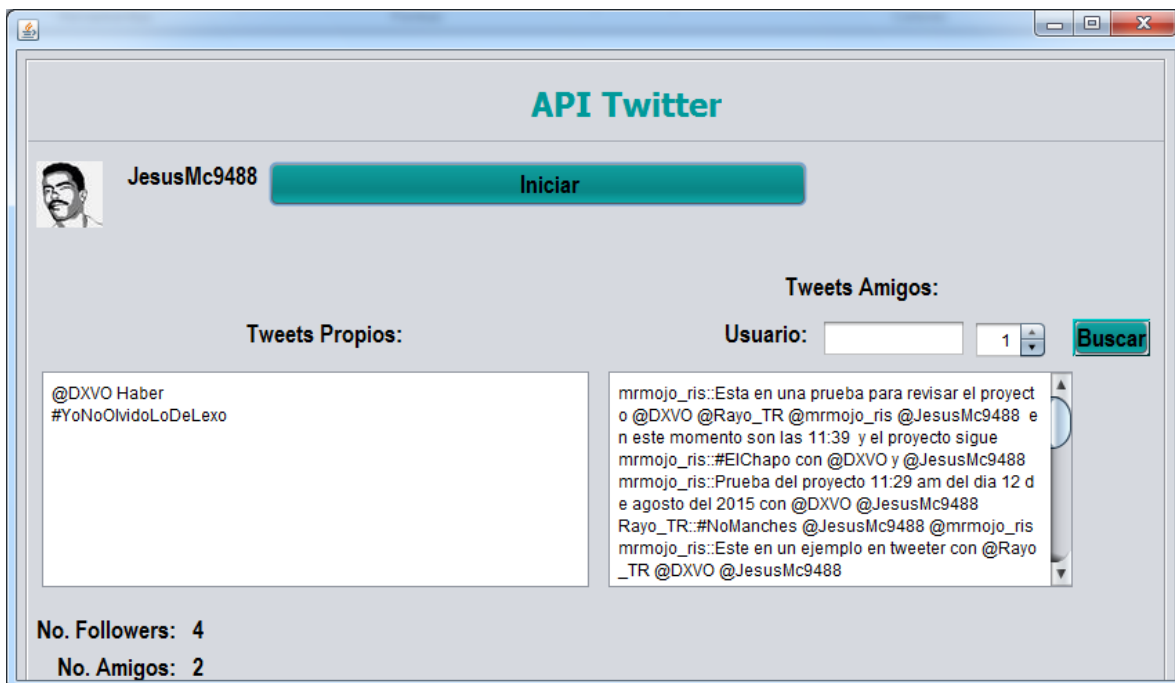 API Twitter
JesusMc9488
Iniciar
Tweets Amigos:
Tweets Propios:
Usuario:
1
Buscar
@DXVO Haber
#YoNoOlvidoLoDeLexo
mrmojo_ris::Esta en una prueba para revisar el proyect
o @DXVO @Rayo_TR @mrmojo_ris @JesusMc9488 e
n este momento son las 11:39 y el proyecto sigue
mrmojo_ris::#ElChapo con @DXVO y @JesusMc9488
mrmojo_ris::Prueba del proyecto 11:29 am del dia 12 d
e agosto del 2015 con @DXVO @JesusMc9488
Rayo_TR::#NoManches @JesusMc9488 @mrmojo_ris
mrmojo_ris::Este en un ejemplo en tweeter con @Rayo
_TR @DXVO @JesusMc9488
No. Followers: 4
No. Amigos: 2